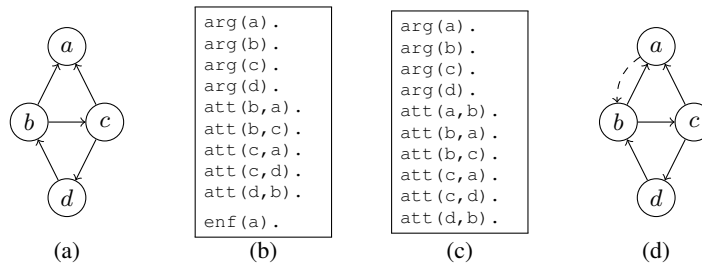 a
b
c
d
(a)
arg(a).
arg(b).
arg(c).
arg(d).
att(b,a).
att(b,c).
att(c,a).
att(c,d).
att(d,b).
enf(a).
(b)
arg(a).
arg(b).
arg(c).
arg(d).
att(a,b).
att(b,a).
att(b,c).
att(c,a).
att(c,d).
att(d,b).
(c)
a
b
c
d
(d)